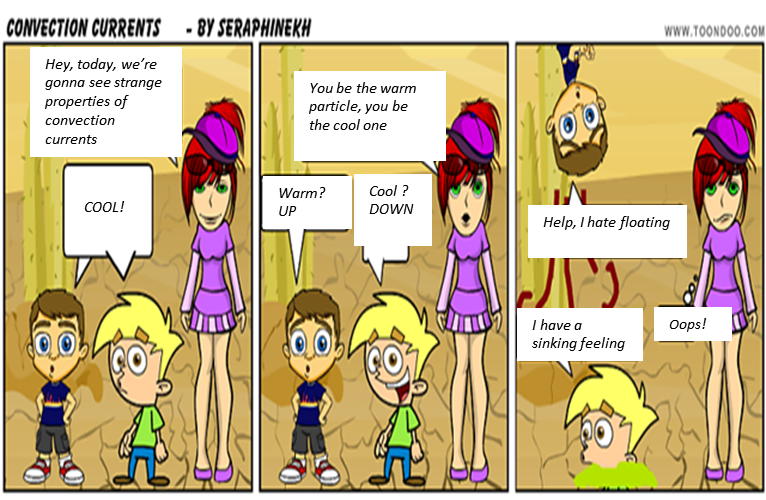 CONVECTION CURRENTS - BY SERAPHINEKH
WWW.TOONDOO.COM
Hey, today, we're
gonna see strange
properties of
convection
currents
COOL!
You be the warm
particle, you be
the cool one
Warm?
UP
Cool ?
DOWN
Help, I hate floating
I have a
sinking feeling
Oops!